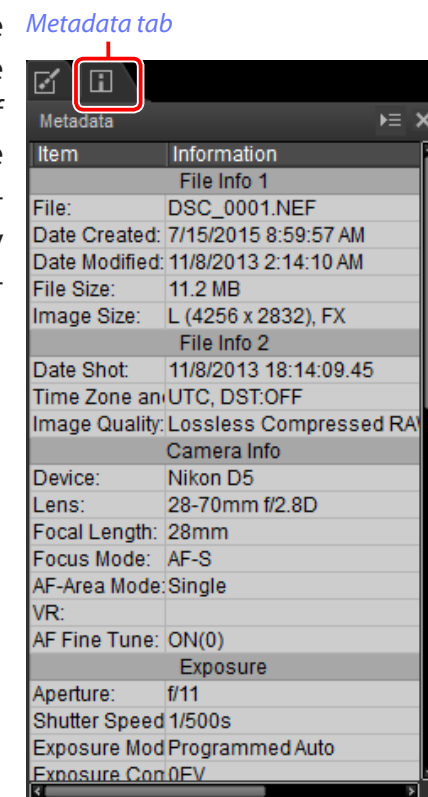 Metadata tab
Metadata
Item Information
File Info 1
File: DSC_0001.NEF
Date Created: 7/15/2015 8:59:57 AM
Date Modified: 11/8/2013 2:14:10 AM
File Size: 11.2 MB
Image Size: L (4256 x 2832), FX
File Info 2
Date Shot: 11/8/2013 18:14:09.45
Time Zone an UTC, DST:OFF
Image Quality: Lossless Compressed RA
Camera Info
Device: Nikon D5
Lens: 28-70mm f/2.8D
Focal Length: 28mm
Focus Mode: AF-S
AF-Area Mode: Single
VR:
AF Fine Tune: ON(0)
Exposure
Aperture: f/11
Shutter Speed 1/500s
Exposure Mod Programmed Auto
Exposure Com 0EV